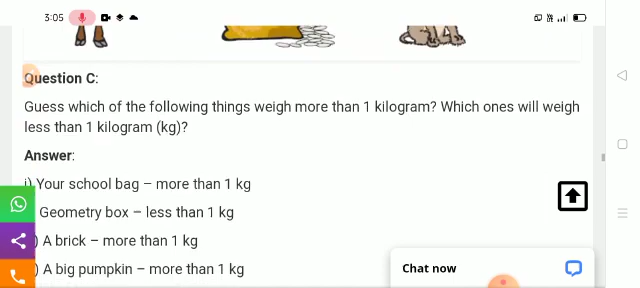 3:05
Question C:
Guess which of the following things weigh more than 1 kilogram? Which ones will weigh
less than 1 kilogram (kg)?
Answer:
i) Your school bag – more than 1 kg
Geometry box – less than 1 kg
) A brick – more than 1 kg
) A big pumpkin – more than 1 kg
Chat now